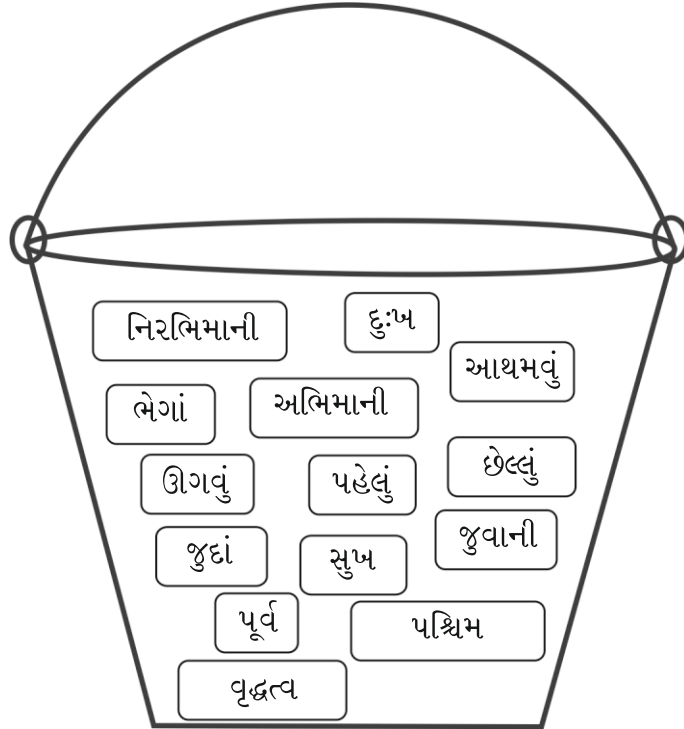 નિરભિમાની
દુઃખ
આથમવું
ભેગાં
અભિમાની
છેલ્લું
ઊગવું
પહેલું
જુવાની
જુદાં
સુખ
પૂર્વ
પશ્ચિમ
વૃદ્ધત્વ